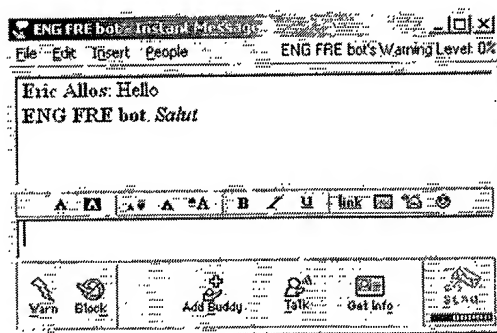 ENG FRE bot - Instant Message
File Edit Insert People ENG FRE bot's Warning Level: 0%
Eric Allos: Hello
ENG FRE bot. Salut
A A A A A B I U link
Warn Block Add Buddy Talk Get Info Send